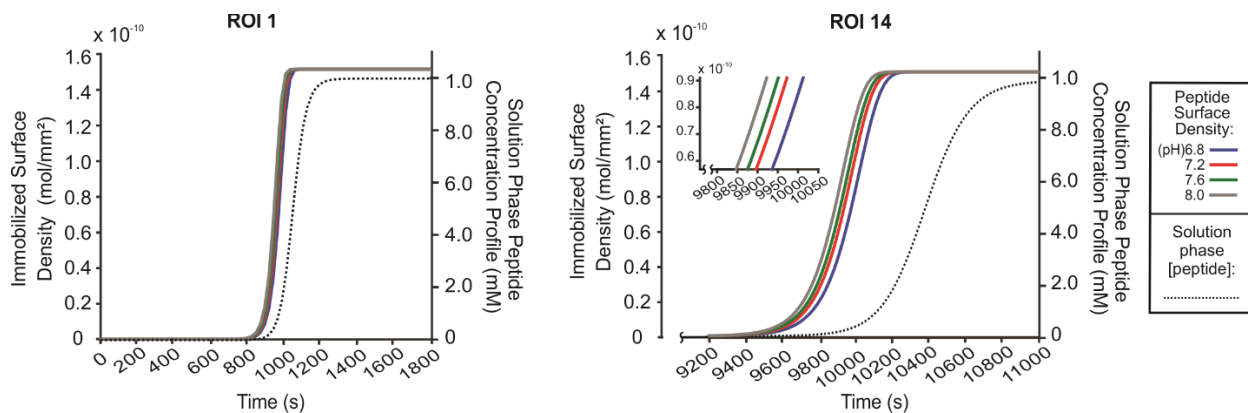 ROI 1
x 10⁻¹⁰
1.6
1.4
1.2
1.0
0.8
0.6
0.4
0.2
0
Immobilized Surface
Density (mol/mm²)
0 200 400 600 800 1000 1200 1400 1600 1800
Time (s)
1.0
8.0
6.0
4.0
2.0
0
Solution Phase Peptide
Concentration Profile (mM)
ROI 14
x 10⁻¹⁰
1.6
1.4
1.2
1.0
0.8
0.6
0.4
0.2
0
Immobilized Surface
Density (mol/mm²)
x 10⁻¹⁰
0.9
0.8
0.7
0.6
9800 9850 9900 9950 10000 10050
9200 9400 9600 9800 10000 10200 10400 10600 10800 11000
Time (s)
1.0
8.0
6.0
4.0
2.0
0
Solution Phase Peptide
Concentration Profile (mM)
Peptide
Surface
Density:
(pH)6.8
7.2
7.6
8.0
Solution
phase
[peptide]: